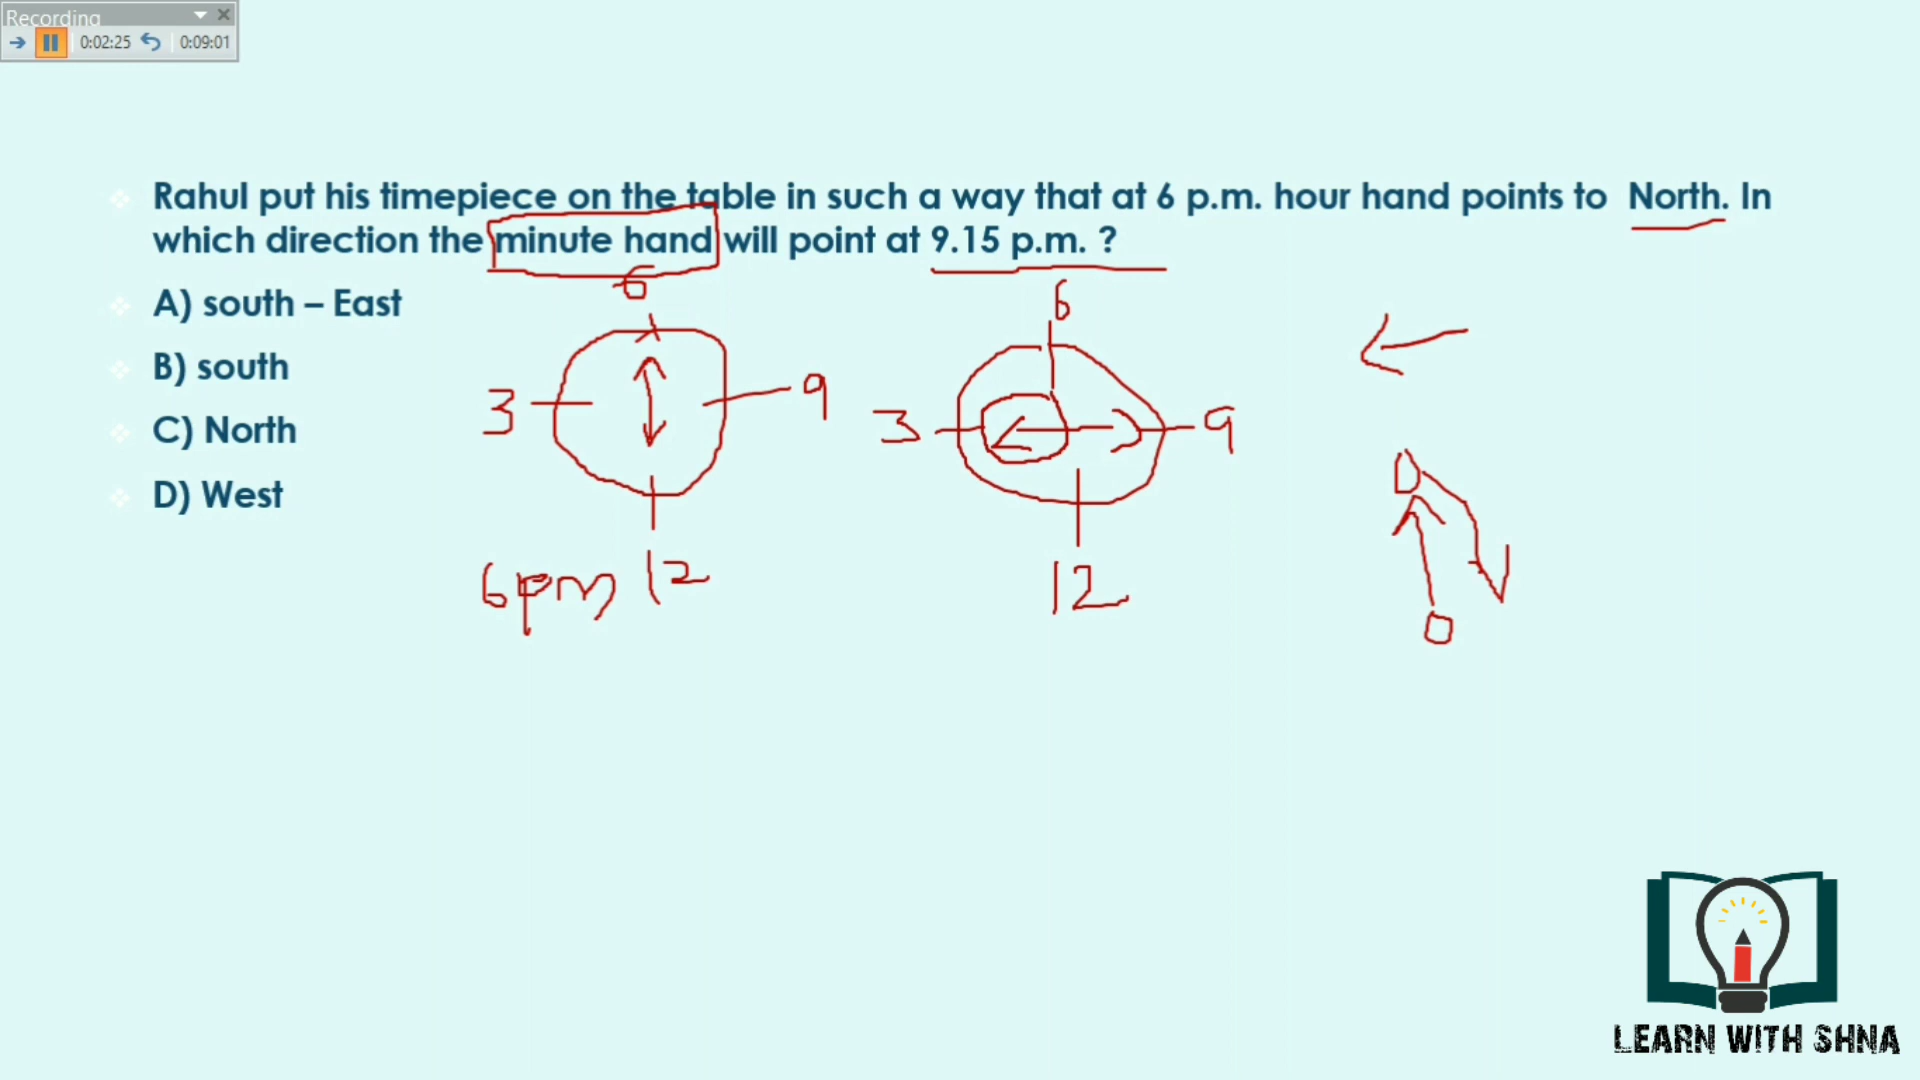 Recording
0:02:25 0:09:01
Rahul put his timepiece on the table in such a way that at 6 p.m. hour hand points to North. In
which direction the minute hand will point at 9.15 p.m. ?
A) south – East
B) south
C) North
D) West
6
3
9
6pm
12
6
3
9
12
LEARN WITH SHNA